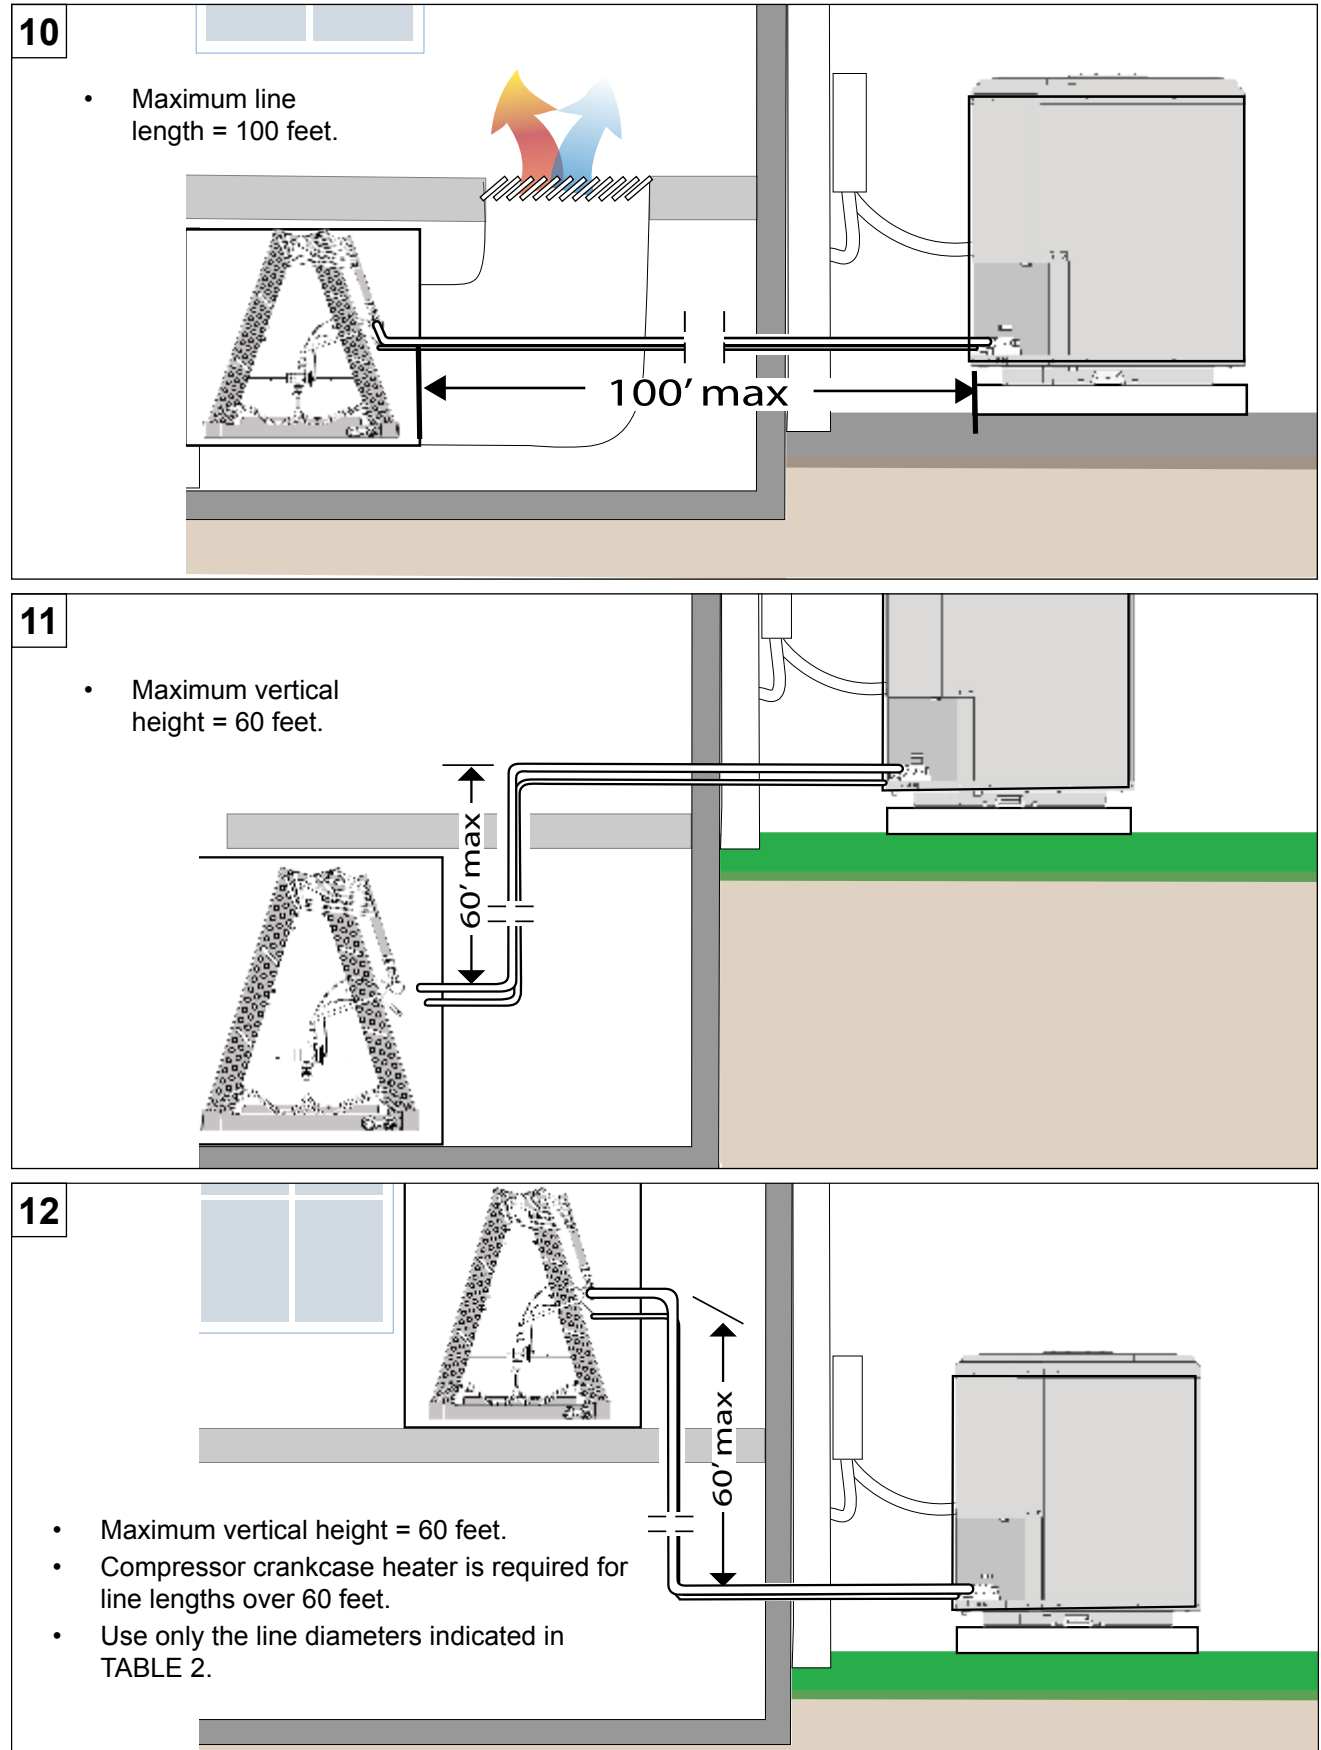 10
• Maximum line
length = 100 feet.
100' max
11
• Maximum vertical
height = 60 feet.
60' max
12
60' max
• Maximum vertical height = 60 feet.
• Compressor crankcase heater is required for
line lengths over 60 feet.
• Use only the line diameters indicated in
TABLE 2.